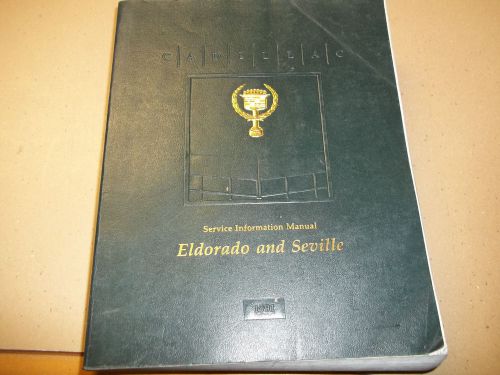 C|A|D|I|L|L|A|C
Service Information Manual
Eldorado and Seville